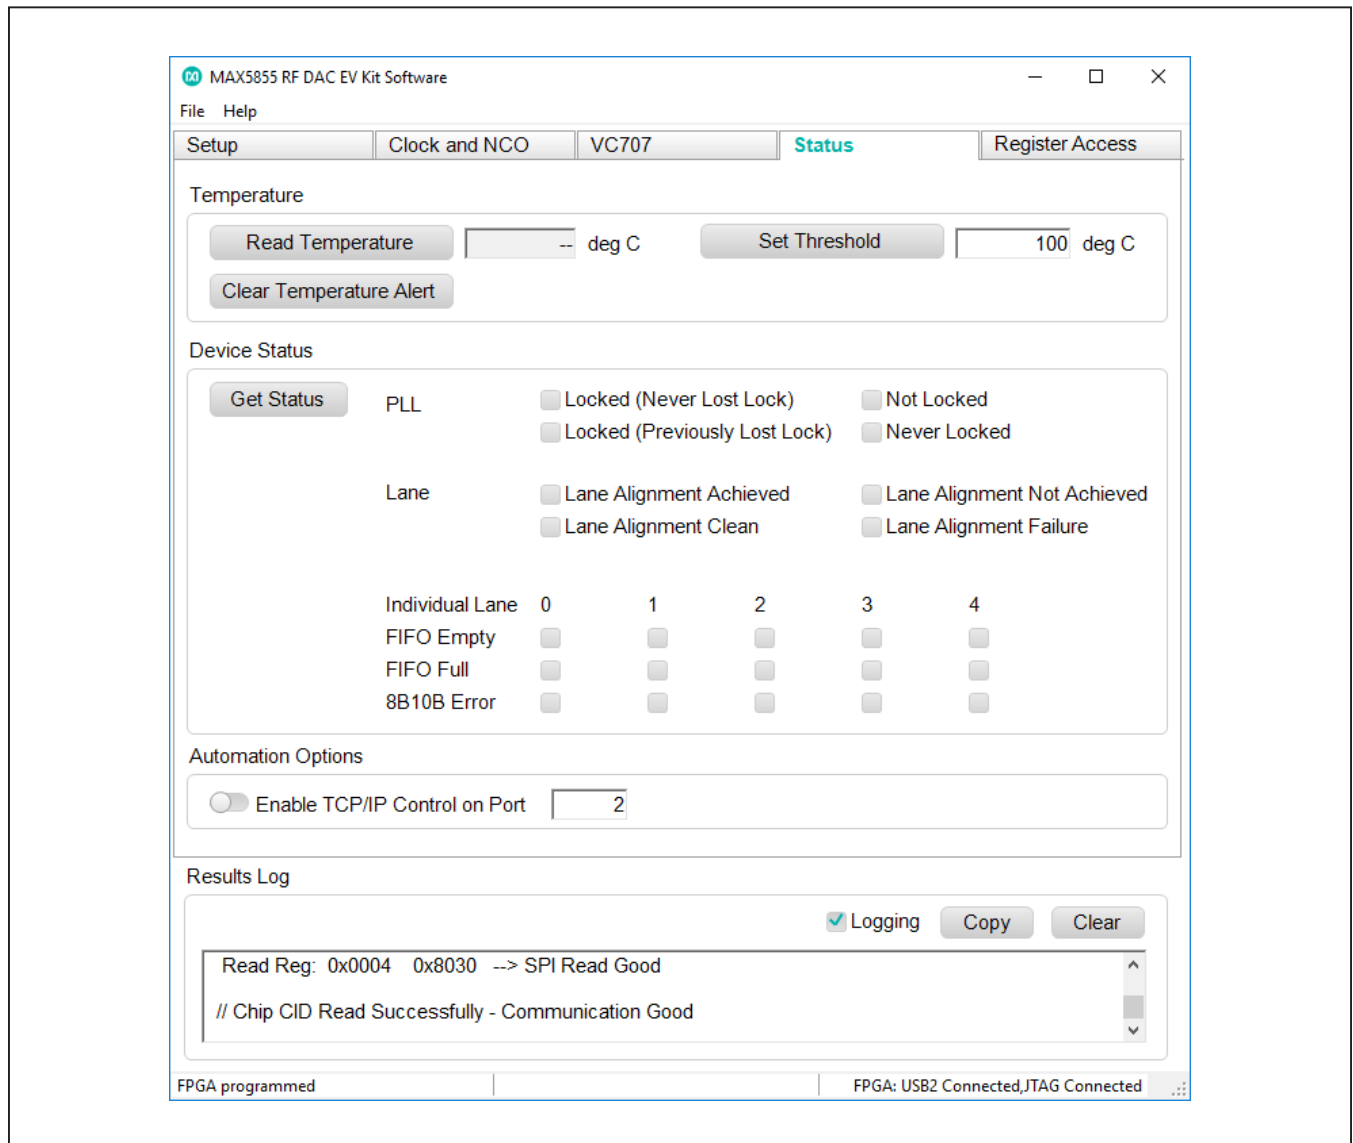 MAX5855 RF DAC EV Kit Software
File Help
Setup Clock and NCO VC707 Status Register Access
Temperature
Read Temperature -- deg C Set Threshold 100 deg C
Clear Temperature Alert
Device Status
Get Status PLL Locked (Never Lost Lock) Not Locked
Locked (Previously Lost Lock) Never Locked
Lane Lane Alignment Achieved Lane Alignment Not Achieved
Lane Alignment Clean Lane Alignment Failure
Individual Lane 0 1 2 3 4
FIFO Empty
FIFO Full
8B10B Error
Automation Options
Enable TCP/IP Control on Port 2
Results Log
Logging Copy Clear
Read Reg: 0x0004 0x8030 --> SPI Read Good
// Chip CID Read Successfully - Communication Good
FPGA programmed FPGA: USB2 Connected,JTAG Connected